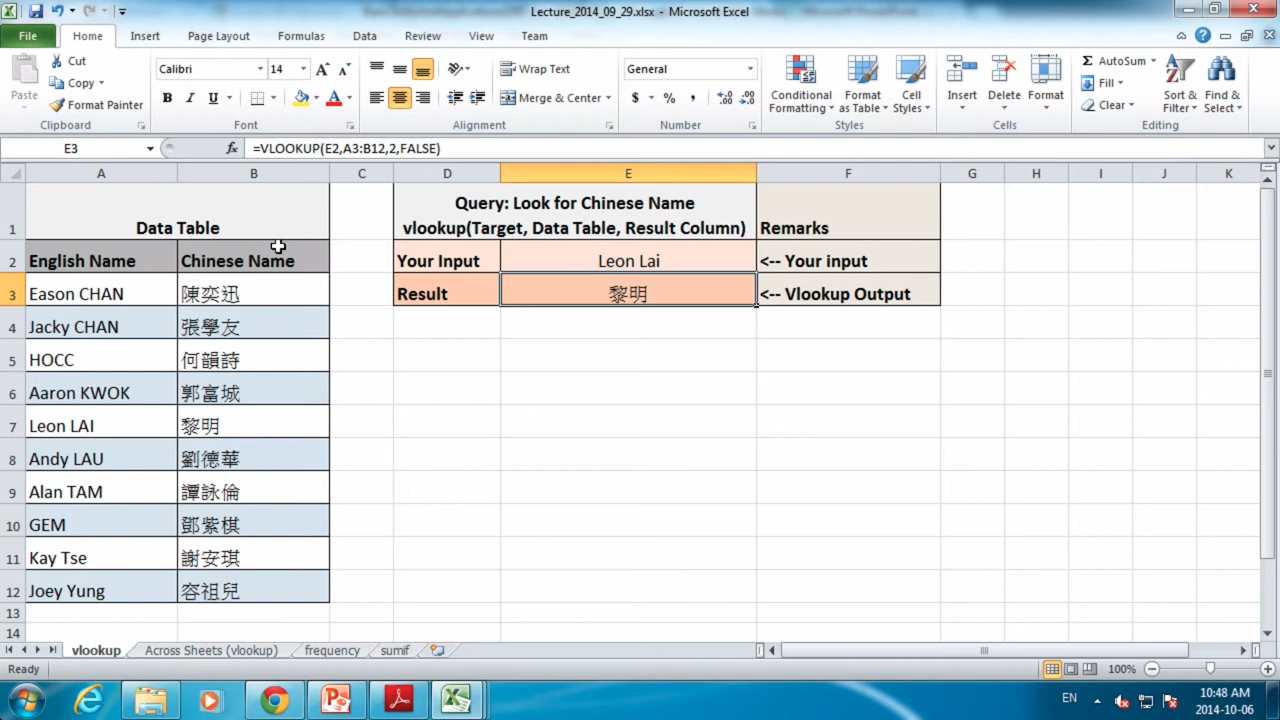 Lecture_2014_09_29.xlsx - Microsoft Excel
File Home Insert Page Layout Formulas Data Review View Team
Paste Cut Copy Format Painter Clipboard
Calibri 14 B I U A A A Font
Wrap Text Merge & Center Alignment
General $ % , .00 .0 Number
Conditional Formatting Format as Table Cell Styles Styles
Insert Delete Format Cells
Σ AutoSum Fill Clear Sort & Filter Find & Select Editing
E3 fx =VLOOKUP(E2,A3:B12,2,FALSE)
A B C D E F G H I J K
1 Data Table Query: Look for Chinese Name
vlookup(Target, Data Table, Result Column) Remarks
2 English Name Chinese Name Your Input Leon Lai <-- Your input
3 Eason CHAN 陳奕迅 Result 黎明 <-- Vlookup Output
4 Jacky CHAN 張學友
5 HOCC 何韻詩
6 Aaron KWOK 郭富城
7 Leon LAI 黎明
8 Andy LAU 劉德華
9 Alan TAM 譚詠倫
10 GEM 鄧紫棋
11 Kay Tse 謝安琪
12 Joey Yung 容祖兒
13
14
vlookup Across Sheets (vlookup) frequency sumif
Ready 100%
EN 10:48 AM
2014-10-06